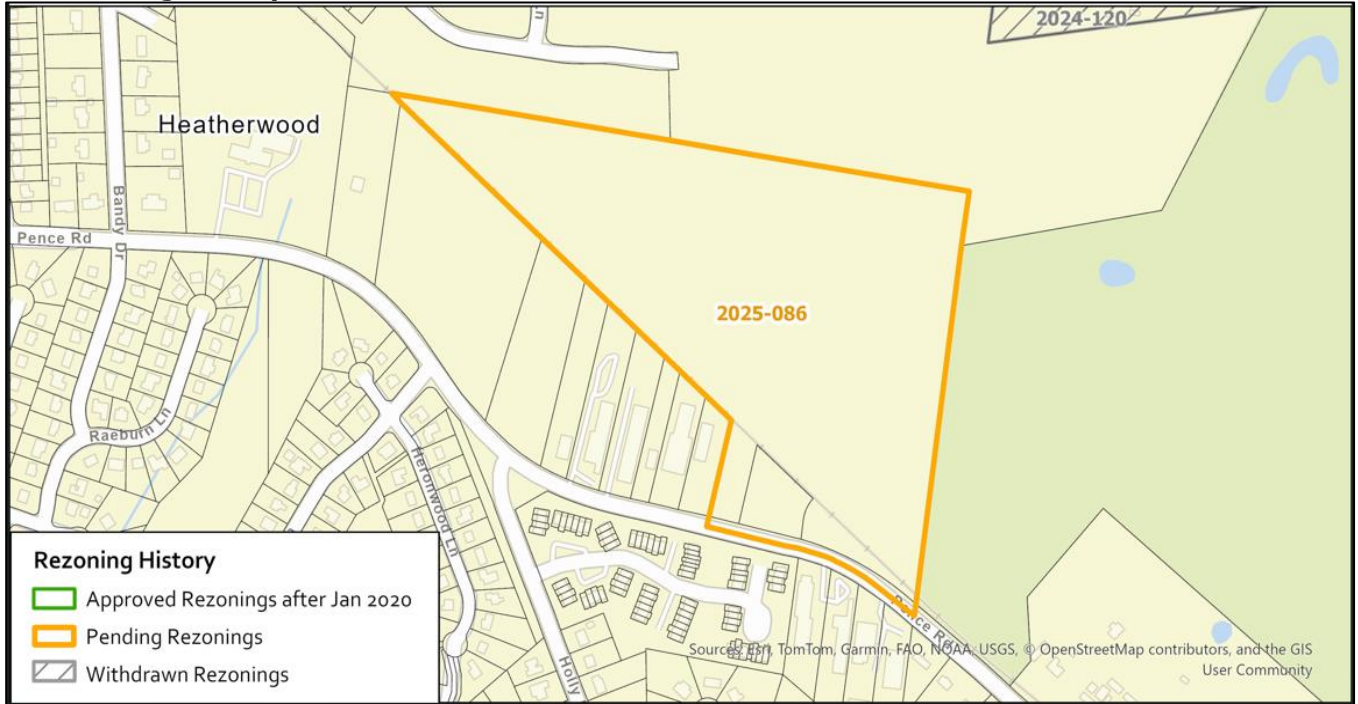 2024-120
Ln
Heatherwood
Bandy Dr
Pence Rd
2025-086
Raeburn Ln
Heronwood Ln
Holly
Pence Rd
Rezoning History
Approved Rezonings after Jan 2020
Pending Rezonings
Withdrawn Rezonings
Sources: Esri, TomTom, Garmin, FAO, NOAA, USGS, © OpenStreetMap contributors, and the GIS
User Community